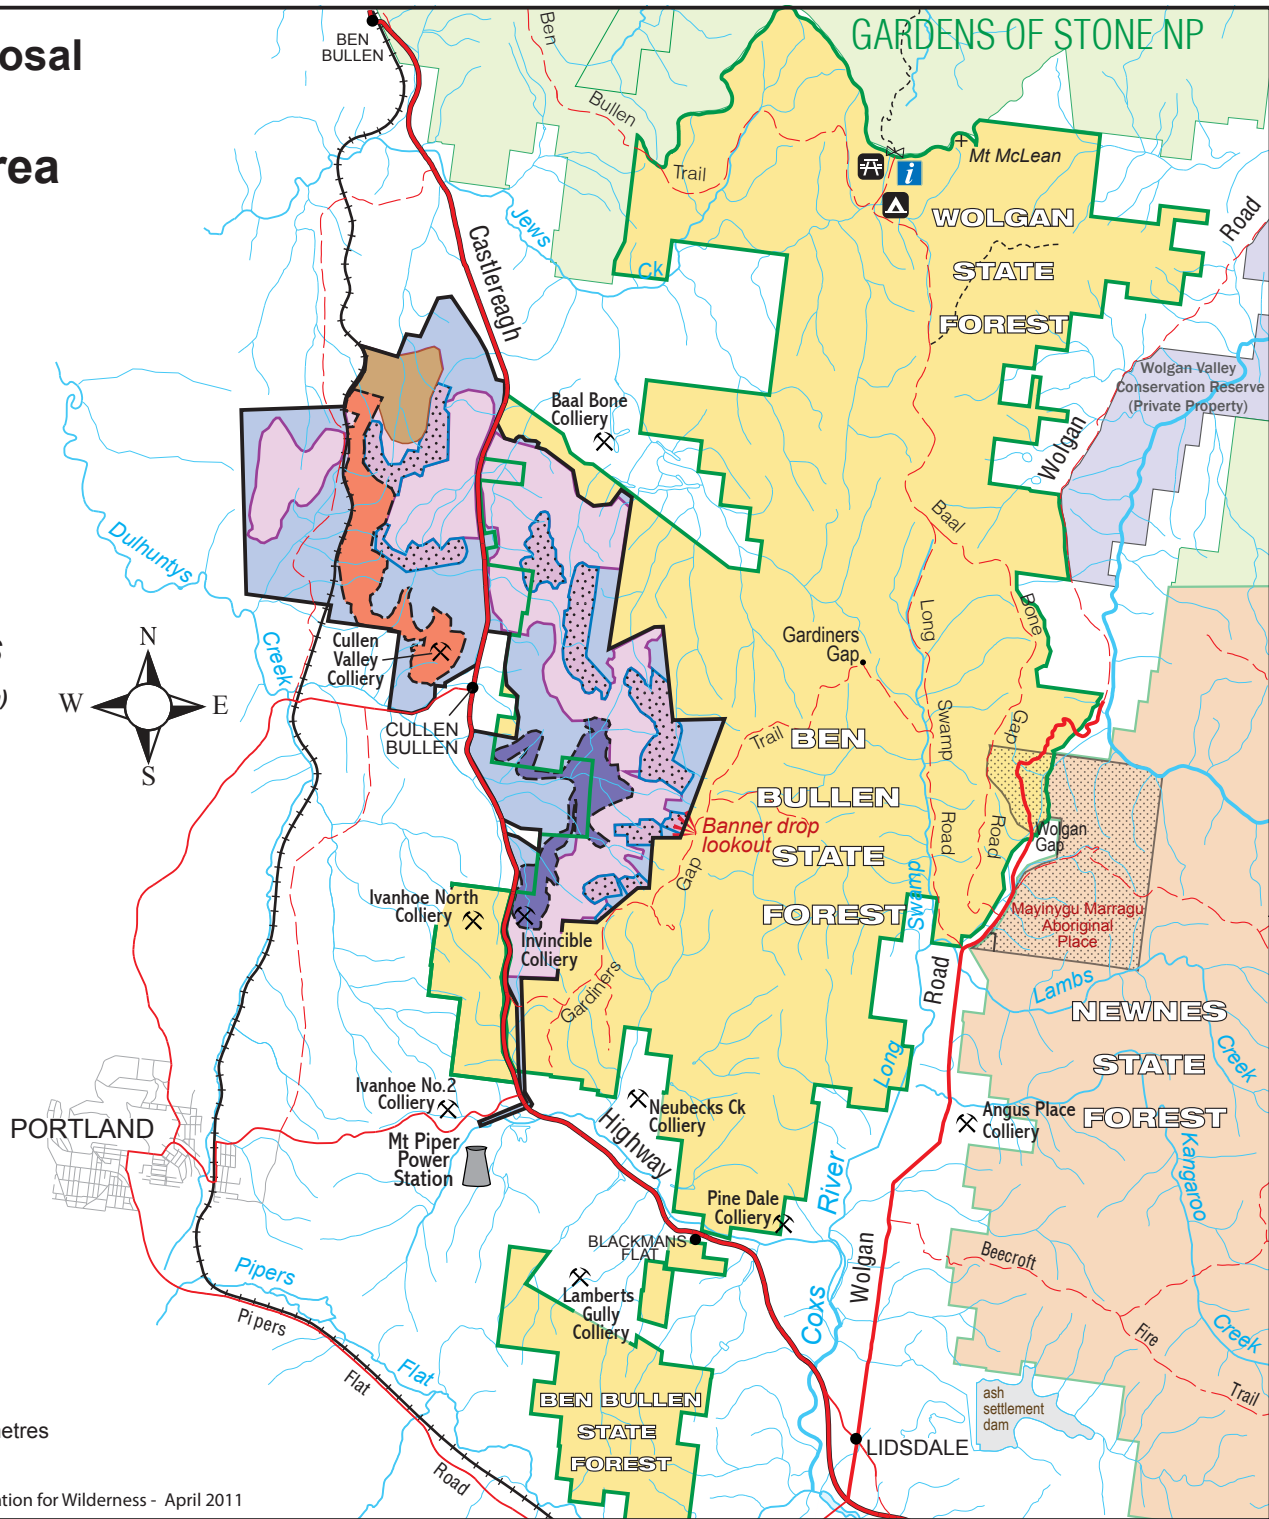 osal
rea
GARDENS OF STONE NP
BEN
BULLEN
Ben
Bullen
Trail
Mt McLean
i
WOLGAN
STATE
FOREST
Road
Jews
Ck
Castlereagh
Wolgan Valley
Conservation Reserve
(Private Property)
Wolgan
Baal Bone
Colliery
Baal
Bone
Gap
Road
Dulhuntys
Creek
Long
Swamp
Road
Gardiners
Gap
N
W
E
S
Cullen
Valley
Colliery
CULLEN
BULLEN
Trail
Gap
Gardiners
BEN
BULLEN
STATE
FOREST
Banner drop
lookout
Wolgan
Gap
Mayinygu Marragu
Aboriginal
Place
Swamp
Ivanhoe North
Colliery
Invincible
Colliery
Road
Lambs
Creek
NEWNES
STATE
FOREST
Long
Ivanhoe No.2
Colliery
Neubecks Ck
Colliery
Angus Place
Colliery
PORTLAND
Mt Piper
Power
Station
Highway
Kangaroo
Creek
River
Pine Dale
Colliery
BLACKMANS
FLAT
Wolgan
Beecroft
Fire
Trail
Pipers
Flat
Pipers
Flat
Road
Lamberts
Gully
Colliery
Coxs
BEN BULLEN
STATE
FOREST
ash
settlement
dam
LIDSDALE
etres
ation for Wilderness - April 2011